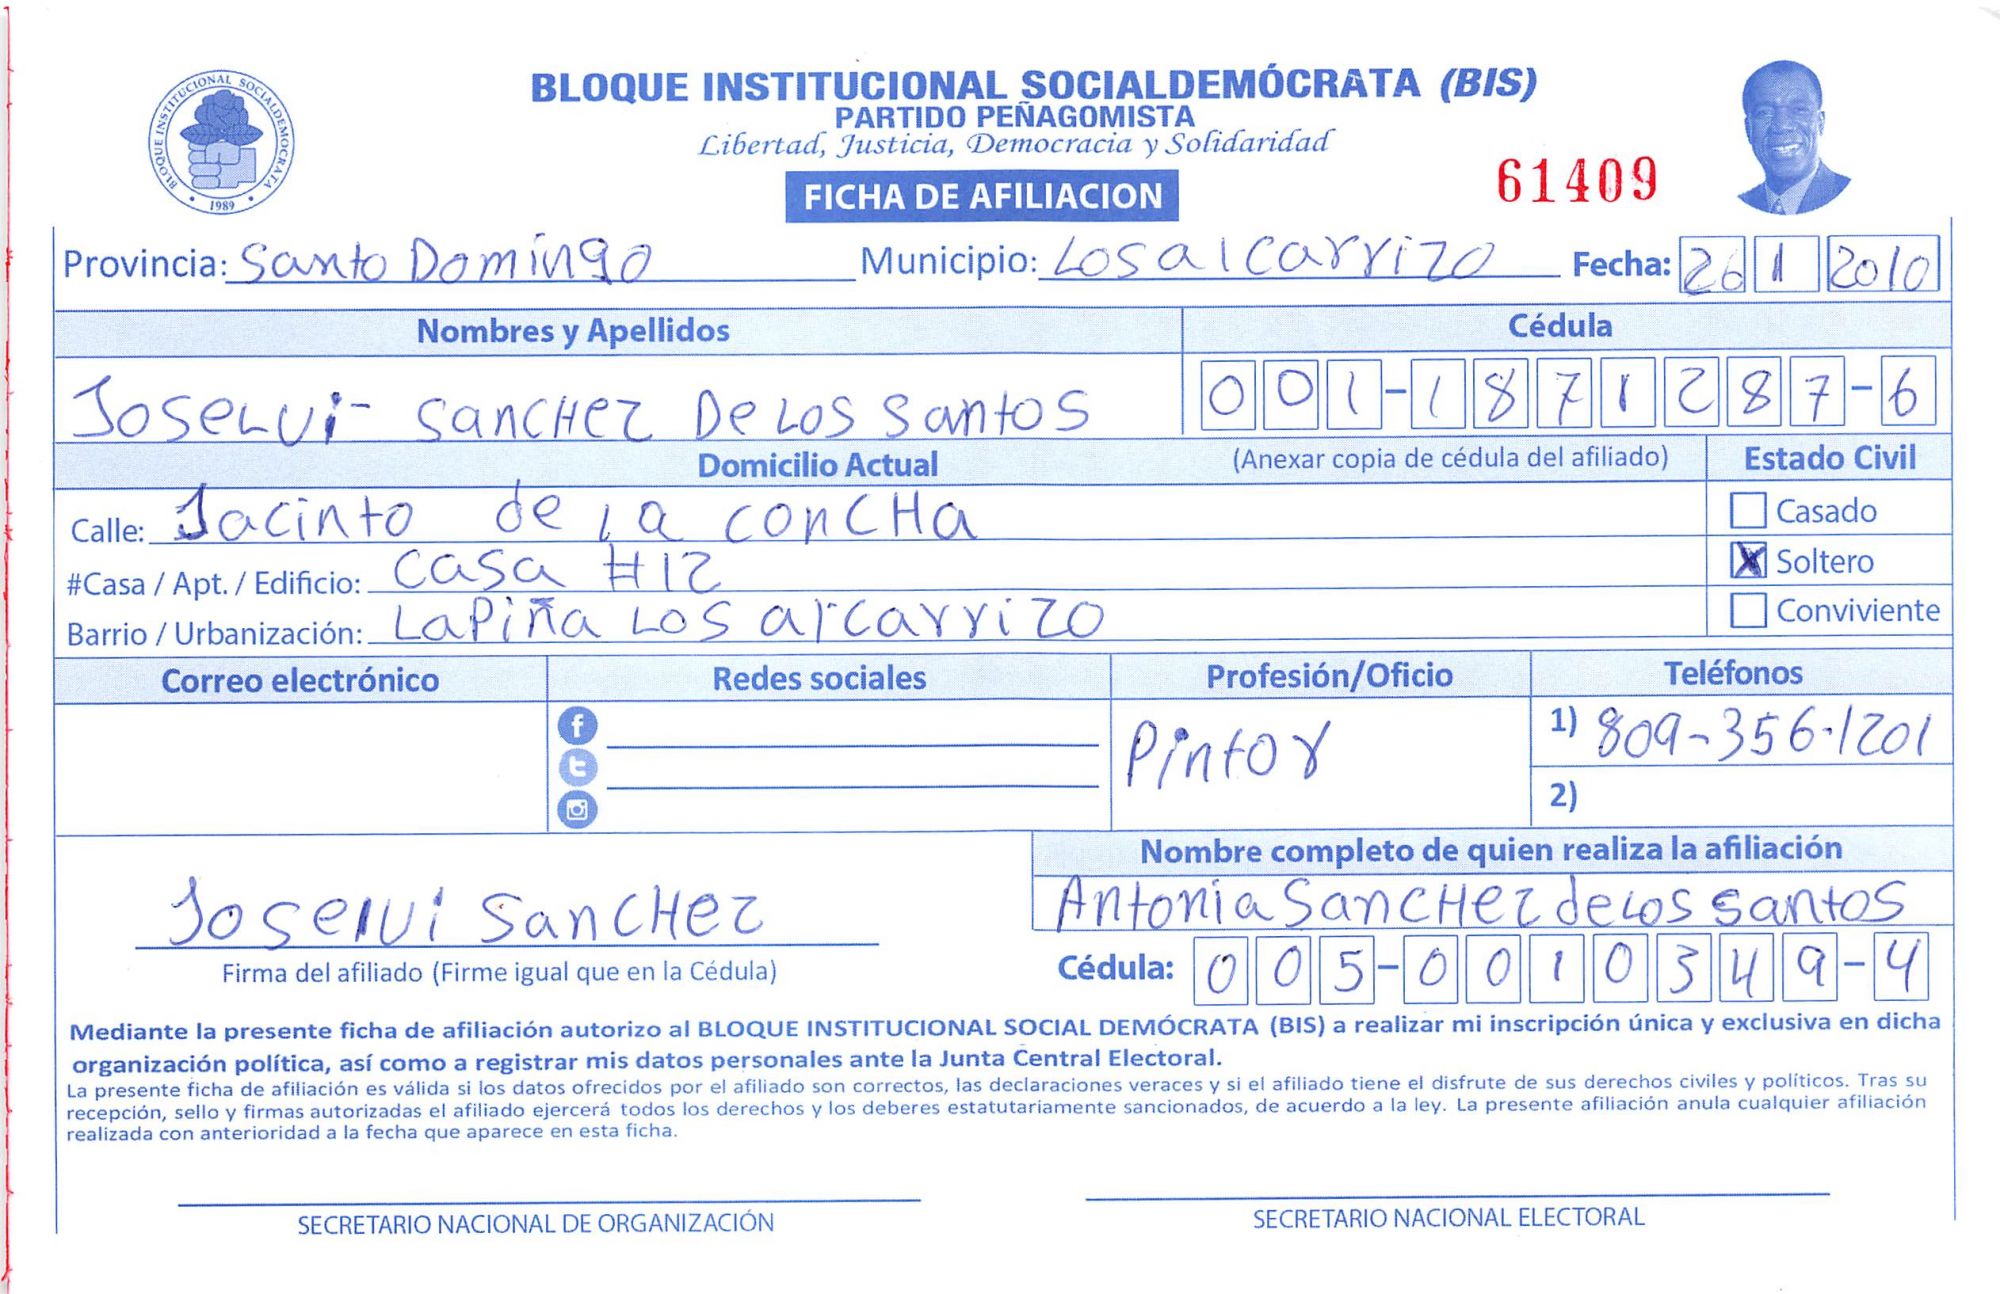 BLOQUE INSTITUCIONAL SOCIALDEMÓCRATA (BIS)
PARTIDO PEÑAGOMISTA
Libertad, Justicia, Democracia y Solidaridad
BLOQUE INSTITUCIONAL SOCIALDEMOCRATA
1989
FICHA DE AFILIACION
61409
Provincia: Santo Domingo Municipio: Los alcarrizo Fecha: 26 1 2010
Nombres y Apellidos Cédula
Joselui Sanchez De Los Santos 001-1871287-6
Domicilio Actual (Anexar copia de cédula del afiliado) Estado Civil
Calle: Jacinto de la concha Casado
#Casa / Apt. / Edificio: casa #12 X Soltero
Barrio / Urbanización: La Piña Los alcarrizo Conviviente
Correo electrónico Redes sociales Profesión/Oficio Teléfonos
Pintor 1) 809-356-1201
2)
Nombre completo de quien realiza la afiliación
Joselui Sanchez Antonia Sanchez de los santos
Firma del afiliado (Firme igual que en la Cédula) Cédula: 005-0010349-4
Mediante la presente ficha de afiliación autorizo al BLOQUE INSTITUCIONAL SOCIAL DEMÓCRATA (BIS) a realizar mi inscripción única y exclusiva en dicha
organización política, así como a registrar mis datos personales ante la Junta Central Electoral.
La presente ficha de afiliación es válida si los datos ofrecidos por el afiliado son correctos, las declaraciones veraces y si el afiliado tiene el disfrute de sus derechos civiles y políticos. Tras su
recepción, sello y firmas autorizadas el afiliado ejercerá todos los derechos y los deberes estatutariamente sancionados, de acuerdo a la ley. La presente afiliación anula cualquier afiliación
realizada con anterioridad a la fecha que aparece en esta ficha.
SECRETARIO NACIONAL DE ORGANIZACIÓN SECRETARIO NACIONAL ELECTORAL